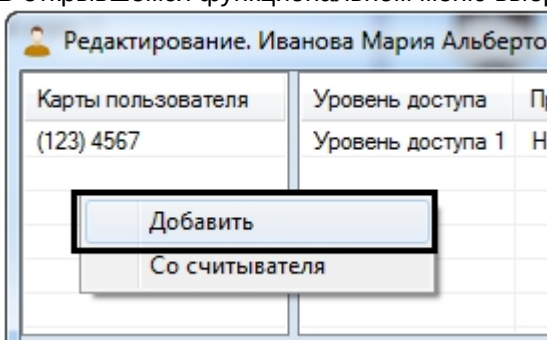 Редактирование. Иванова Мария Альберто
Карты пользователя Уровень доступа
(123) 4567 Уровень доступа 1 Н
Добавить
Со считывателя